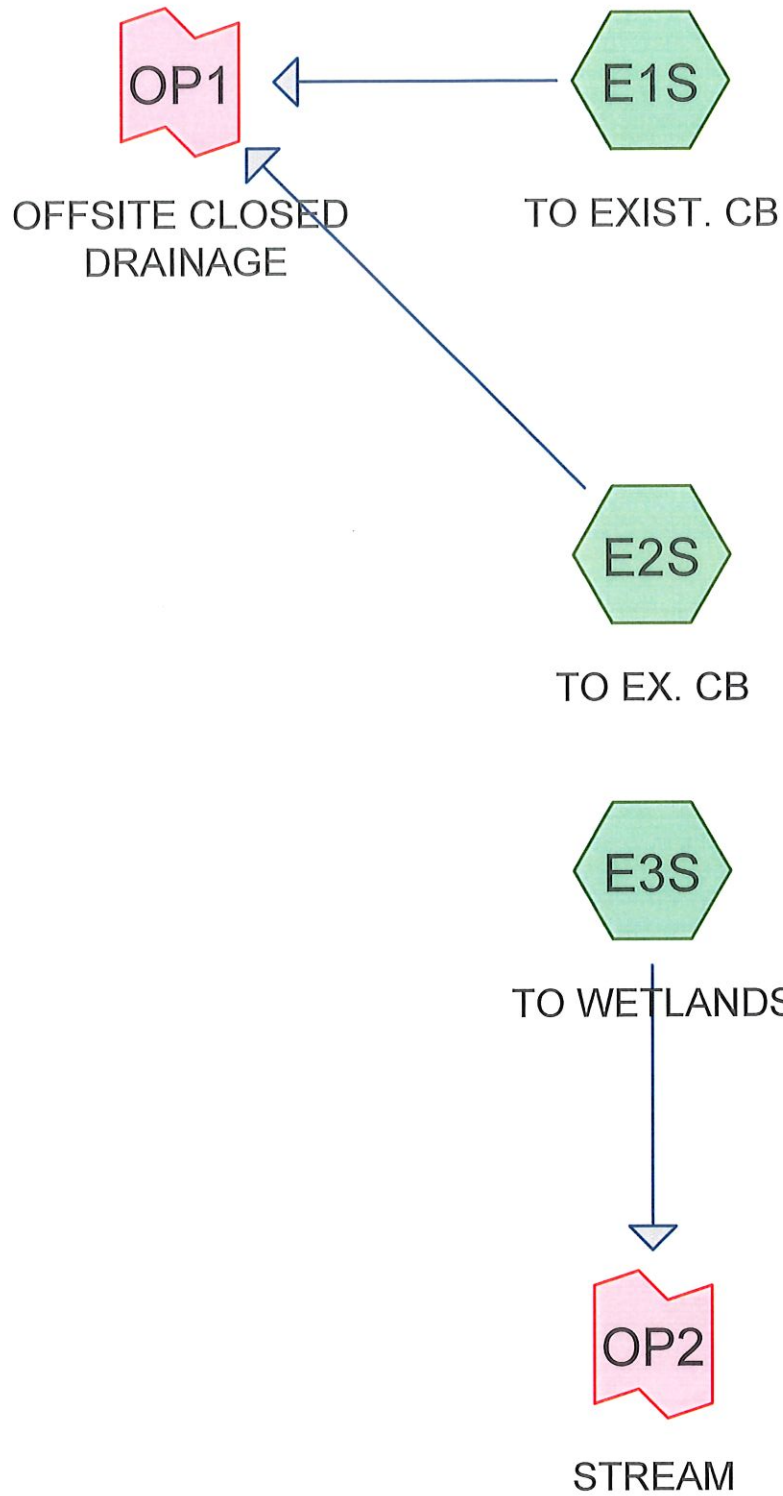 OP1
OFFSITE CLOSED
DRAINAGE
E1S
TO EXIST. CB
E2S
TO EX. CB
E3S
TO WETLANDS
OP2
STREAM